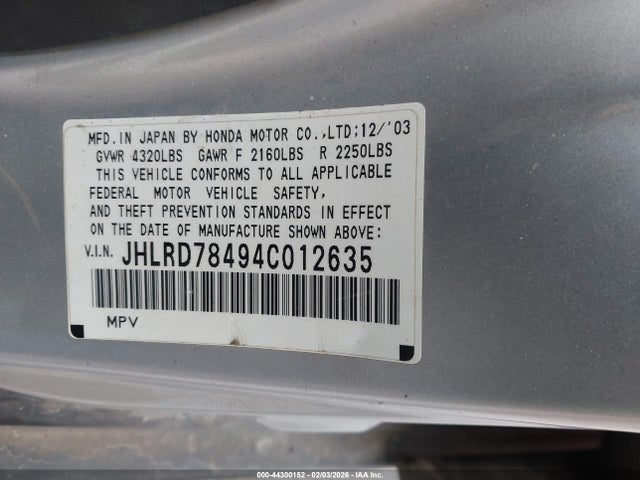 MFD.IN JAPAN BY HONDA MOTOR CO.,LTD;12/'03
GVWR 4320LBS GAWR F 2160LBS R 2250LBS
THIS VEHICLE CONFORMS TO ALL APPLICABLE
FEDERAL MOTOR VEHICLE SAFETY,
AND THEFT PREVENTION STANDARDS IN EFFECT
ON THE DATE OF MANUFACTURE SHOWN ABOVE:
V.I.N. JHLRD78494C012635
MPV
000-44300152 - 02/03/2026 - IAA Inc.